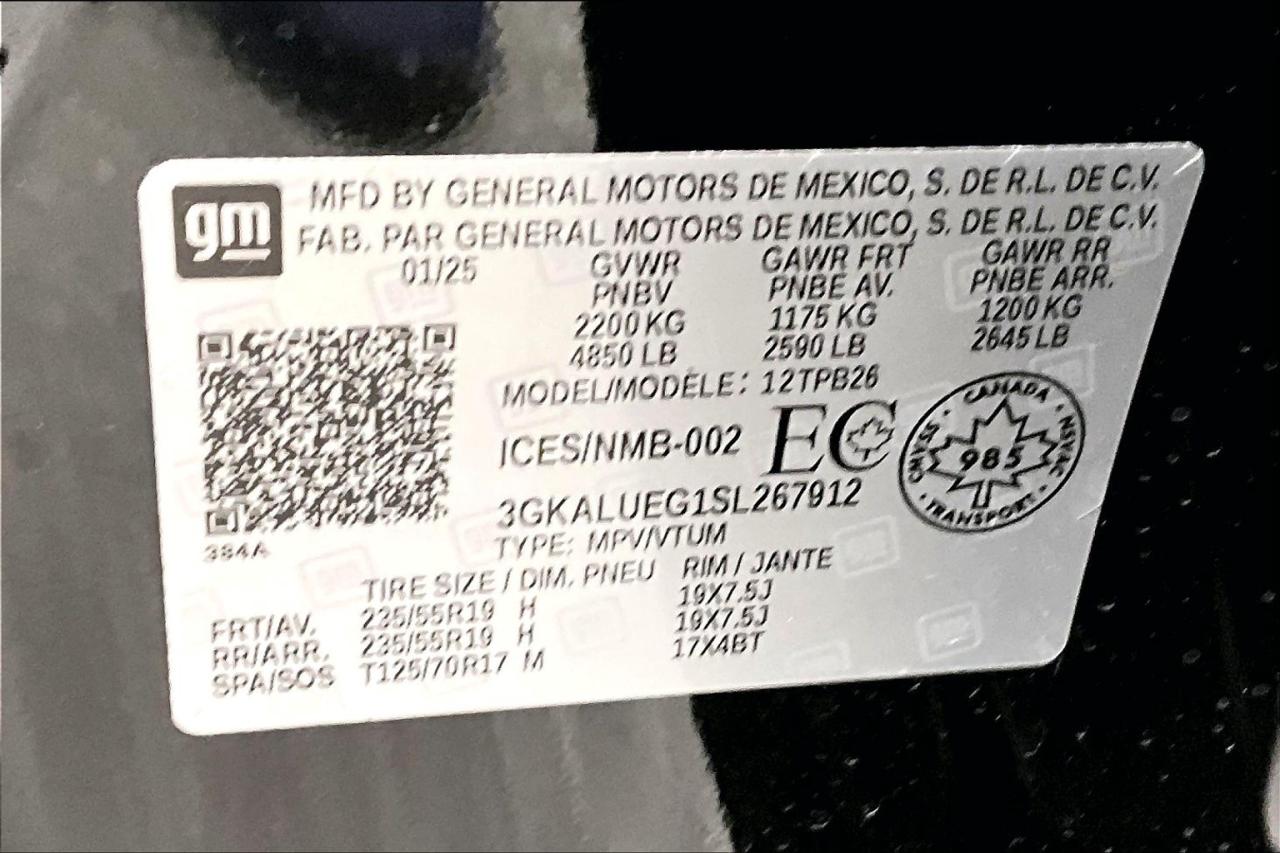 gm
MFD BY GENERAL MOTORS DE MEXICO, S. DE R.L. DE C.V.
FAB. PAR GENERAL MOTORS DE MEXICO, S. DE R.L. DE C.V.
01/25 GVWR GAWR FRT GAWR RR
PNBV PNBE AV. PNBE ARR.
2200 KG 1175 KG 1200 KG
4850 LB 2590 LB 2645 LB
MODEL/MODÈLE: 12TPB26
ICES/NMB-002 EC
CANADA · NSVAC · TRANSPORT · CMVSS ·
985
3GKALUEG1SL267912
384A
TYPE: MPV/VTUM
TIRE SIZE / DIM. PNEU RIM / JANTE
FRT/AV. 235/55R19 H 19X7.5J
RR/ARR. 235/55R19 H 19X7.5J
SPA/SOS T125/70R17 M 17X4BT